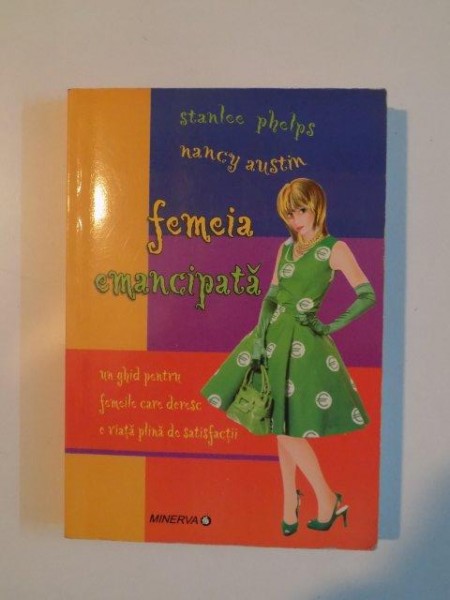 stanlee phelps
nancy austin
femeia
emancipată
un ghid pentru
femeile care doresc
o viață plină de satisfacții
MINERVA